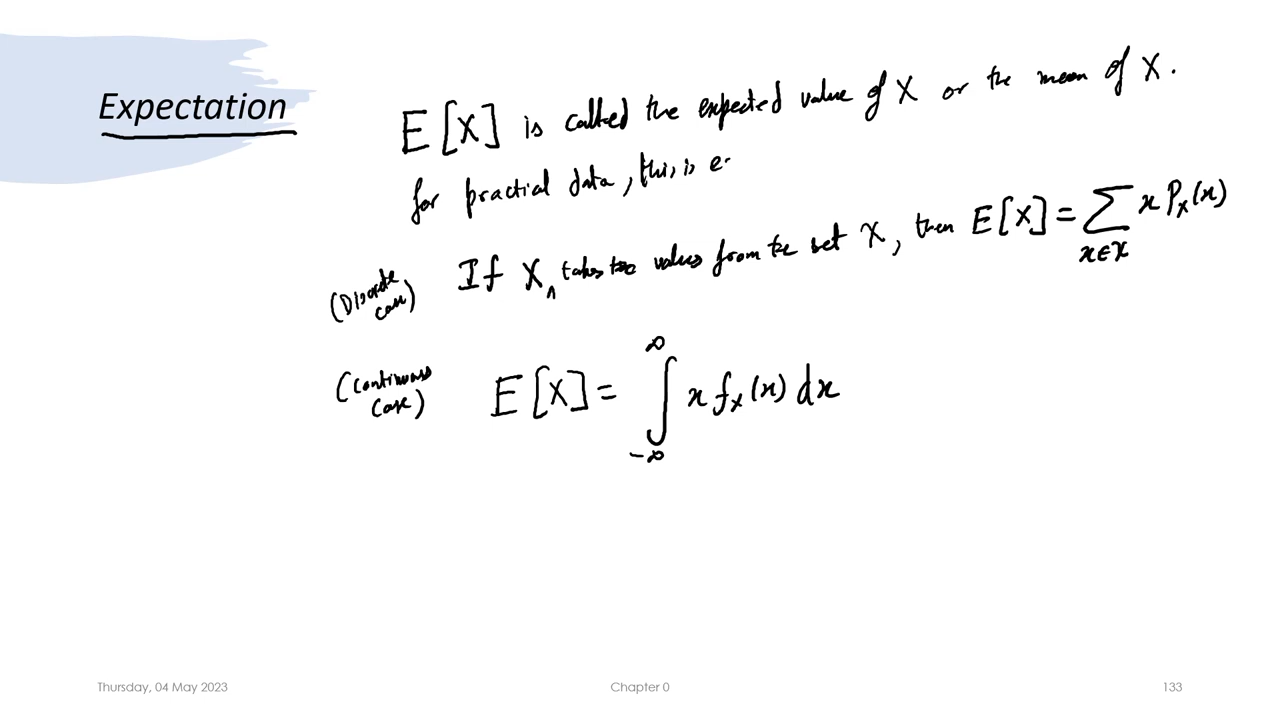 Expectation
E[X] is called the expected value of X or the mean of X.
for practial data, this is e.
(Discrete case) If X takes values from the set 𝒳, then E[X] = ∑_{x∈𝒳} x P_X(x)
(Continuous case) E[X] = ∫_{-∞}^{∞} x f_X(x) dx
Thursday, 04 May 2023 Chapter 0 133